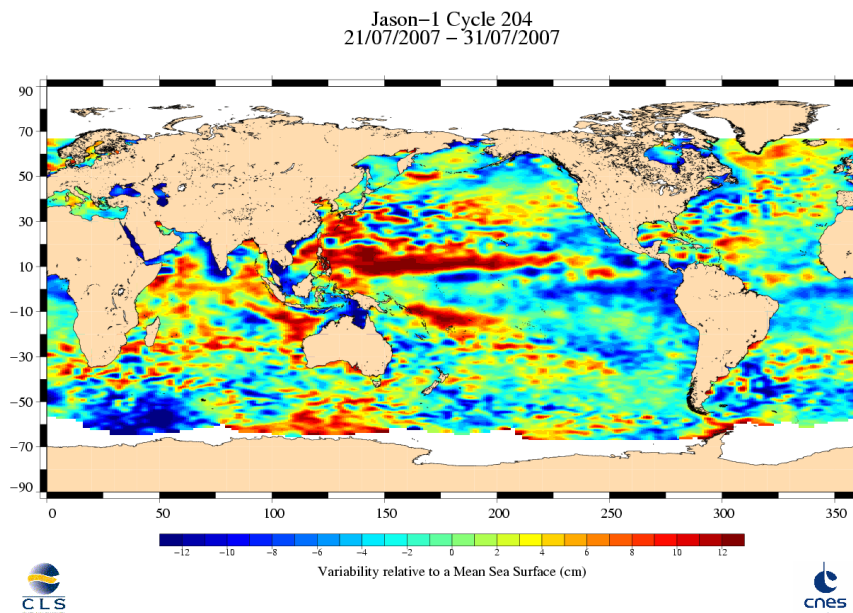 Jason-1 Cycle 204
21/07/2007 - 31/07/2007
90
70
50
30
10
-10
-30
-50
-70
-90
0 50 100 150 200 250 300 350
-12 -10 -8 -6 -4 -2 0 2 4 6 8 10 12
Variability relative to a Mean Sea Surface (cm)
CLS
cnes